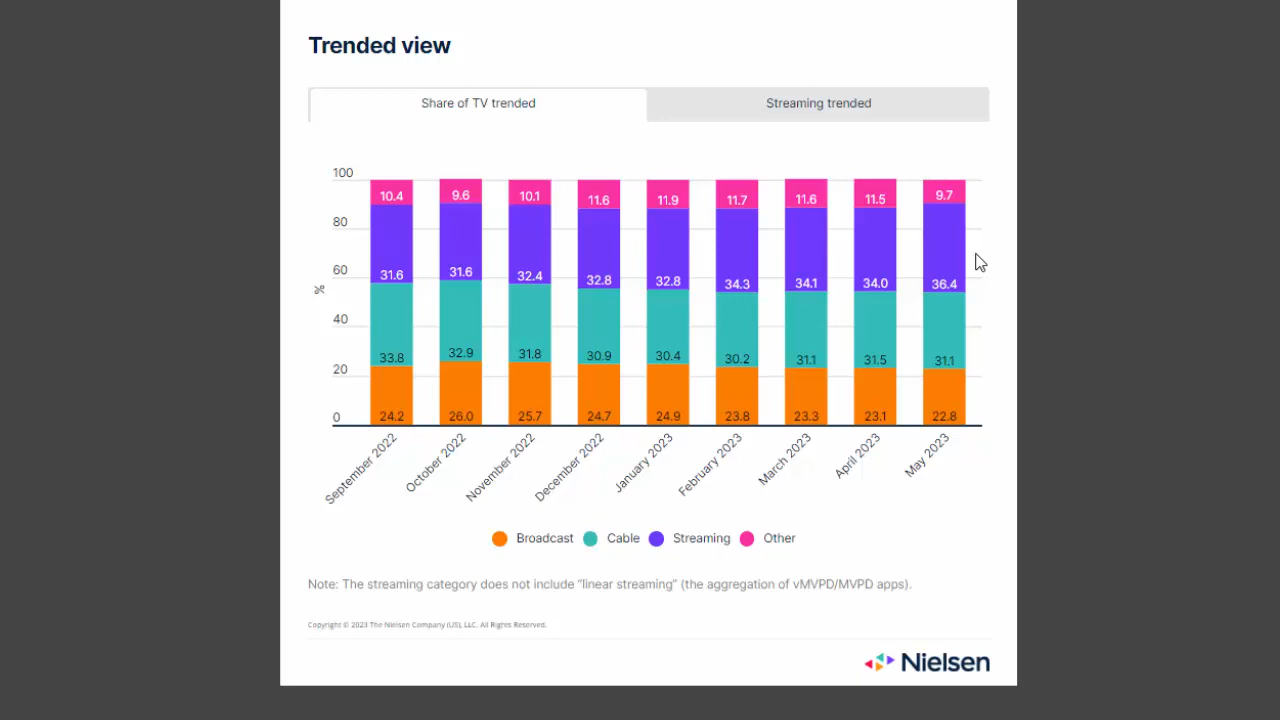 Trended view
Share of TV trended
Streaming trended
100
80
60
40
20
0
%
10.4 9.6 10.1 11.6 11.9 11.7 11.6 11.5 9.7
31.6 31.6 32.4 32.8 32.8 34.3 34.1 34.0 36.4
33.8 32.9 31.8 30.9 30.4 30.2 31.1 31.5 31.1
24.2 26.0 25.7 24.7 24.9 23.8 23.3 23.1 22.8
September 2022
October 2022
November 2022
December 2022
January 2023
February 2023
March 2023
April 2023
May 2023
Broadcast Cable Streaming Other
Note: The streaming category does not include “linear streaming” (the aggregation of vMVPD/MVPD apps).
Copyright © 2023 The Nielsen Company (US), LLC. All Rights Reserved.
Nielsen